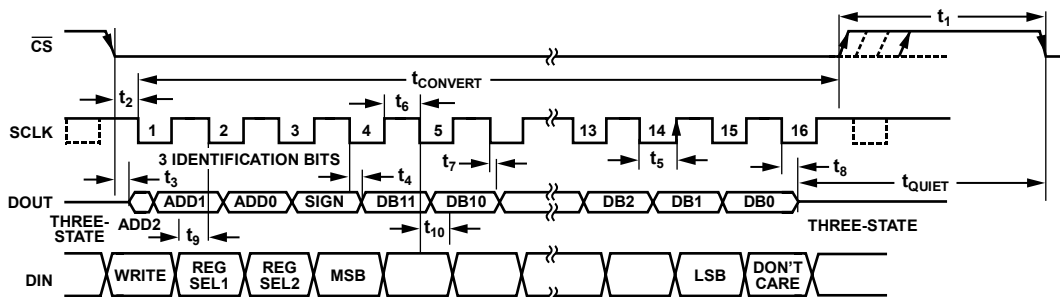 t1
CS
tCONVERT
t2
t6
SCLK
1 2 3 4 5 13 14 15 16
3 IDENTIFICATION BITS
t7
t5
t8
t3
t4
tQUIET
DOUT
ADD1 ADD0 SIGN DB11 DB10 DB2 DB1 DB0
THREE-STATE
ADD2
THREE-STATE
t9
t10
DIN
WRITE
REG SEL1
REG SEL2
MSB
LSB
DON'T CARE